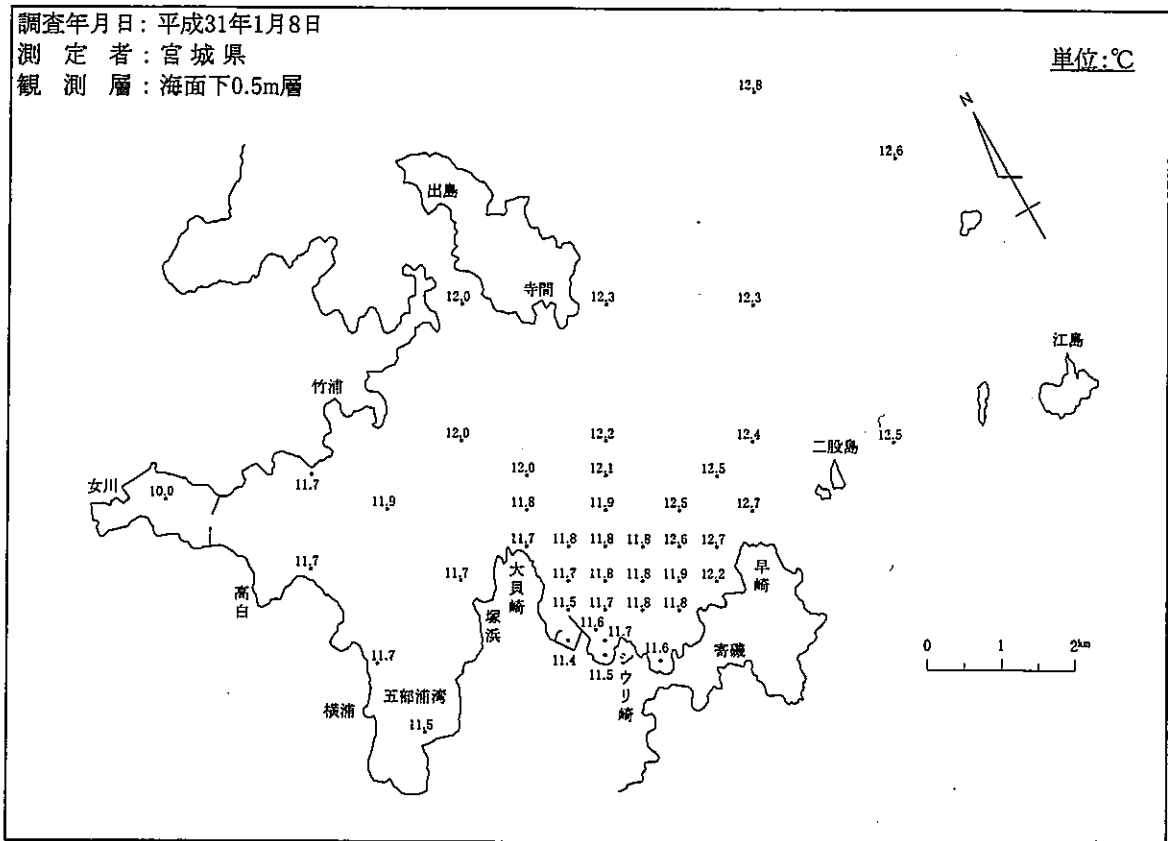 調査年月日：平成31年1月8日
測定者：宮城県
観測層：海面下0.5m層
単位:℃
12.8
N
12.6
出島
寺間
12.0
12.3
12.3
江島
竹浦
12.0
12.2
12.4
12.5
二股島
12.0
12.1
12.5
女川
10.0
11.7
11.9
11.8
11.9
12.5
12.7
11.7
11.8
11.8
11.8
12.6
12.7
11.7
11.7
大貝崎
11.7
11.8
11.8
11.9
12.2
早崎
高白
塚浜
11.5
11.7
11.8
11.8
11.6
11.7
11.4
11.5
シウリ崎
11.6
寄磯
0
2km
11.7
五部浦湾
横浦
11.5